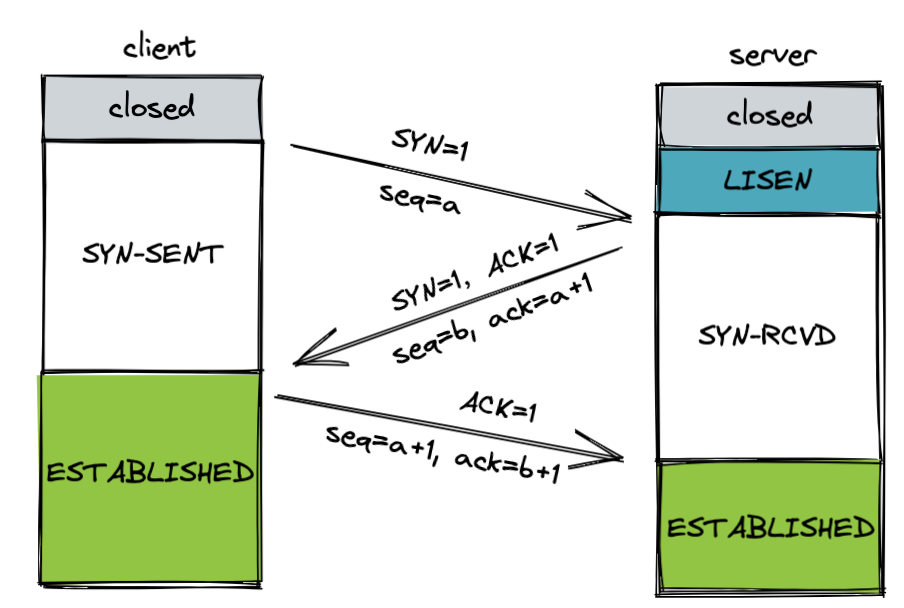 client
server
closed
closed
SYN=1
seq=a
LISEN
SYN-SENT
SYN=1, ACK=1
seq=b, ack=a+1
SYN-RCVD
ACK=1
seq=a+1, ack=b+1
ESTABLISHED
ESTABLISHED